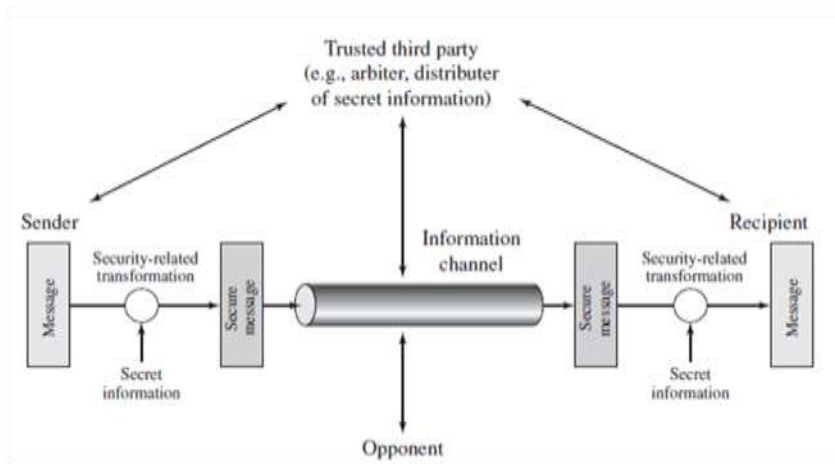 Trusted third party
(e.g., arbiter, distributer
of secret information)
Sender
Recipient
Information
channel
Security-related
transformation
Security-related
transformation
Message
Secure
message
Secure
message
Message
Secret
information
Secret
information
Opponent